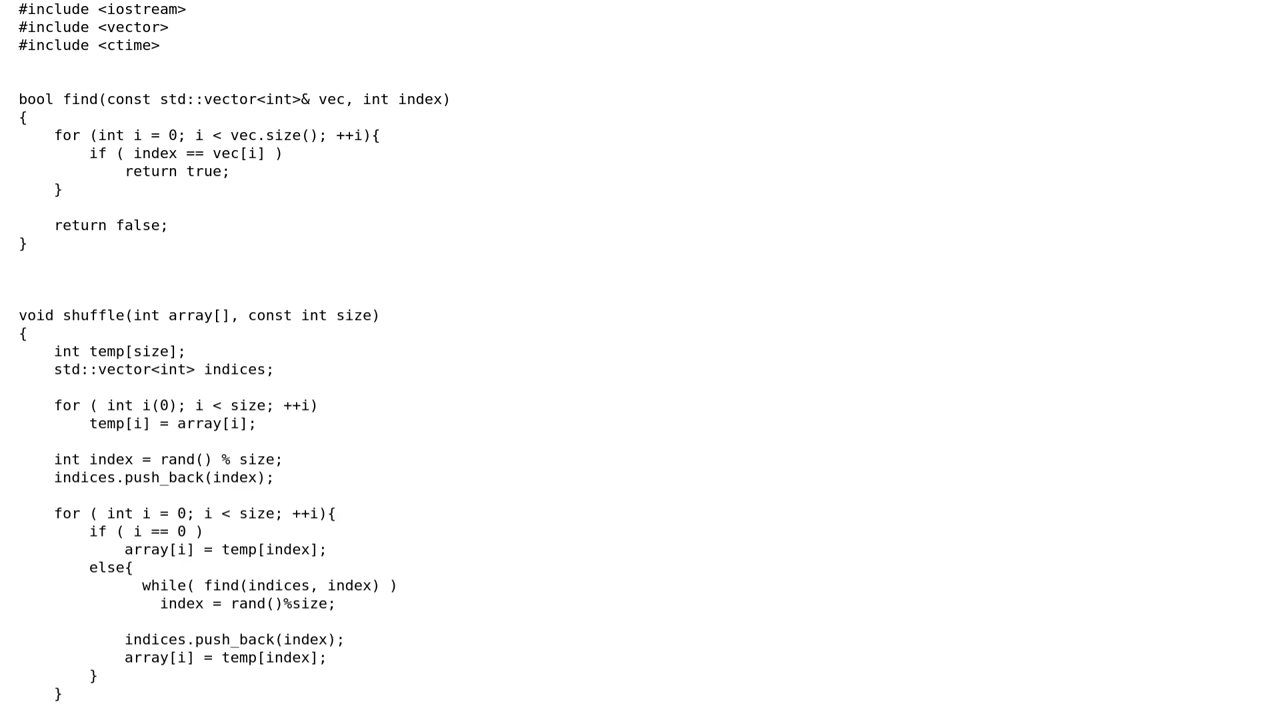 #include <iostream>
#include <vector>
#include <ctime>
bool find(const std::vector<int>& vec, int index)
{
    for (int i = 0; i < vec.size(); ++i){
        if ( index == vec[i] )
            return true;
    }
    return false;
}
void shuffle(int array[], const int size)
{
    int temp[size];
    std::vector<int> indices;
    for ( int i(0); i < size; ++i)
        temp[i] = array[i];
    int index = rand() % size;
    indices.push_back(index);
    for ( int i = 0; i < size; ++i){
        if ( i == 0 )
            array[i] = temp[index];
        else{
              while( find(indices, index) )
                index = rand()%size;
            indices.push_back(index);
            array[i] = temp[index];
        }
    }